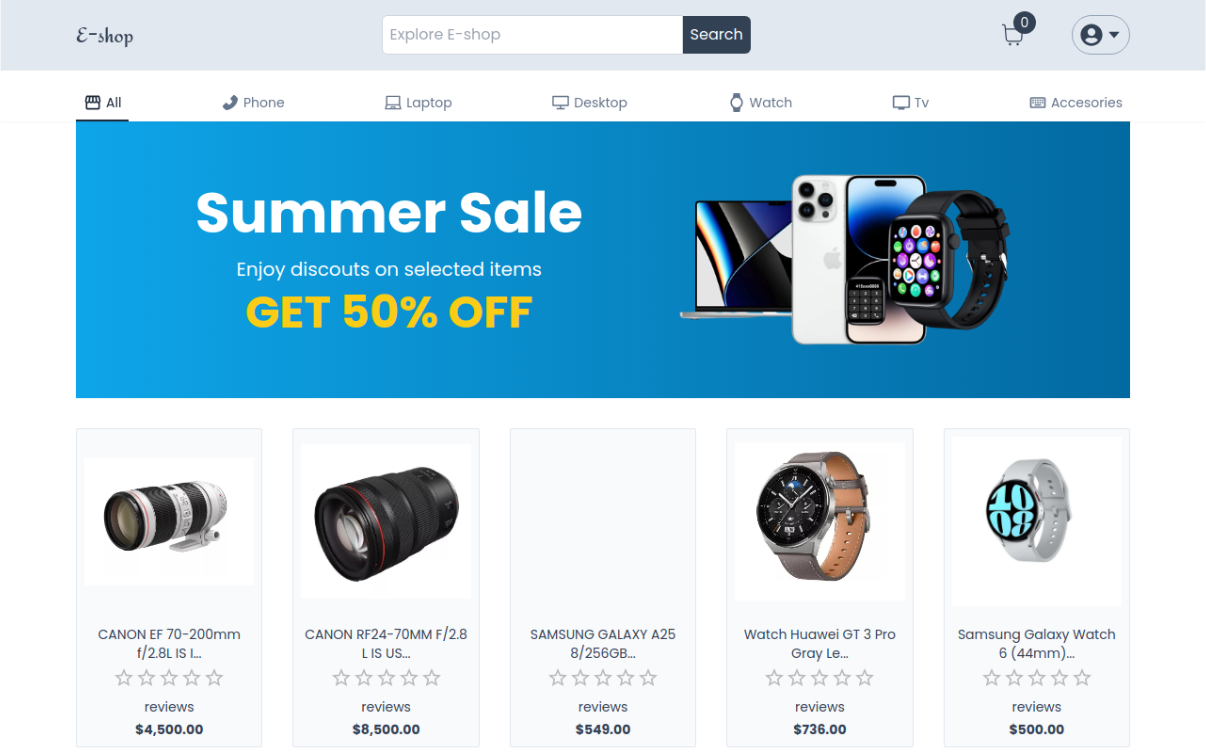 E-shop
Explore E-shop
Search
0
All
Phone
Laptop
Desktop
Watch
Tv
Accesories
Summer Sale
Enjoy discouts on selected items
GET 50% OFF
CANON EF 70-200mm
f/2.8L IS I...
reviews
$4,500.00
CANON RF24-70MM F/2.8
L IS US...
reviews
$8,500.00
SAMSUNG GALAXY A25
8/256GB...
reviews
$549.00
Watch Huawei GT 3 Pro
Gray Le...
reviews
$736.00
10
08
Samsung Galaxy Watch
6 (44mm)...
reviews
$500.00